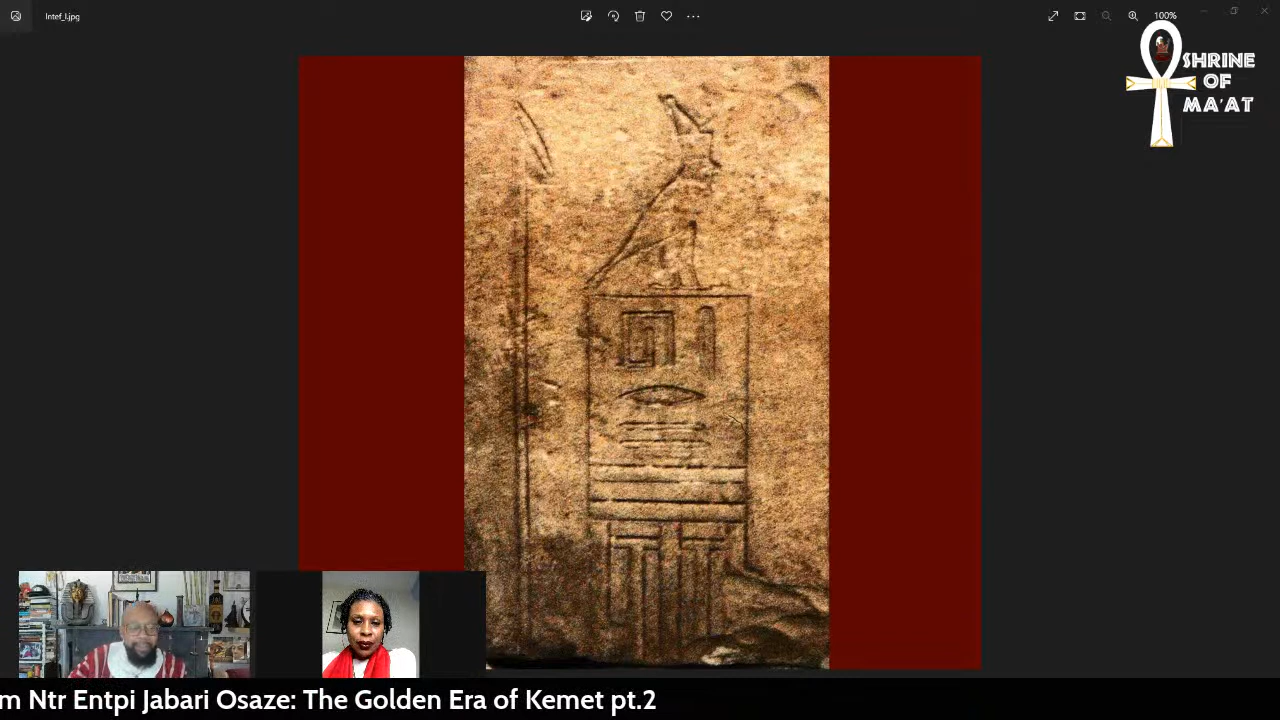 Intef_I.jpg
100%
SHRINE
OF
MA'AT
m Ntr Entpi Jabari Osaze: The Golden Era of Kemet pt.2